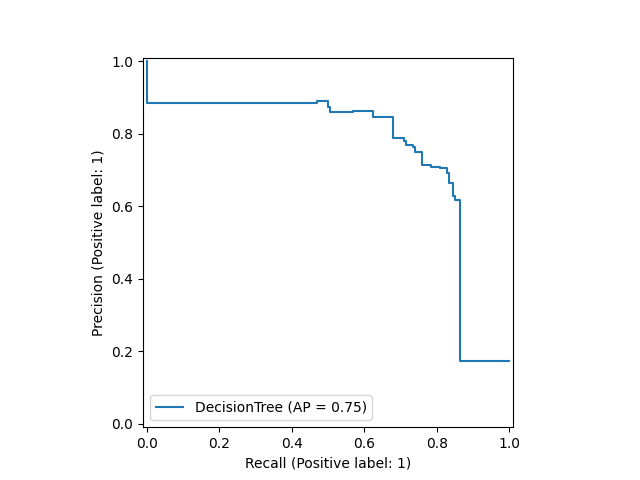 1.0
0.8
0.6
0.4
0.2
0.0
Precision (Positive label: 1)
DecisionTree (AP = 0.75)
0.0 0.2 0.4 0.6 0.8 1.0
Recall (Positive label: 1)